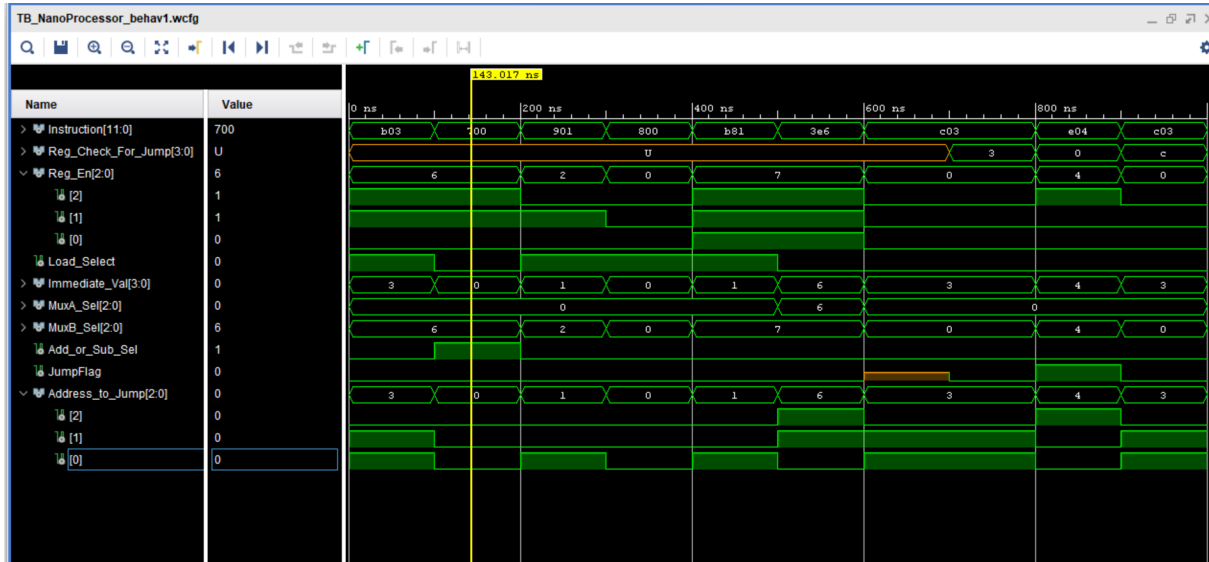 TB_NanoProcessor_behav1.wcfg
143.017 ns
Name Value 0 ns 200 ns 400 ns 600 ns 800 ns
Instruction[11:0] 700 b03 700 901 800 b81 3e6 c03 e04 c03
Reg_Check_For_Jump[3:0] U U 3 0 c
Reg_En[2:0] 6 6 2 0 7 0 4 0
[2] 1
[1] 1
[0] 0
Load_Select 0
Immediate_Val[3:0] 0 3 0 1 0 1 6 3 4 3
MuxA_Sel[2:0] 0 0 6 0
MuxB_Sel[2:0] 6 6 2 0 7 0 4 0
Add_or_Sub_Sel 1
JumpFlag 0
Address_to_Jump[2:0] 0 3 0 1 0 1 6 3 4 3
[2] 0
[1] 0
[0] 0